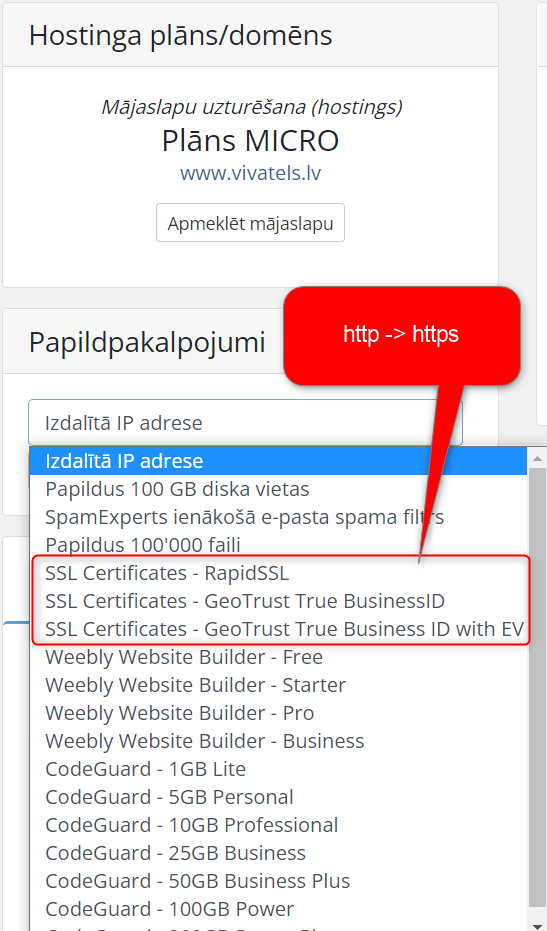 Hostinga plāns/domēns
Mājaslapu uzturēšana (hostings)
Plāns MICRO
www.vivatels.lv
Apmeklēt mājaslapu
Papildpakalpojumi
http -> https
Izdalītā IP adrese
Izdalītā IP adrese
Papildus 100 GB diska vietas
SpamExperts ienākošā e-pasta spama filtrs
Papildus 100'000 faili
SSL Certificates - RapidSSL
SSL Certificates - GeoTrust True BusinessID
SSL Certificates - GeoTrust True Business ID with EV
Weebly Website Builder - Free
Weebly Website Builder - Starter
Weebly Website Builder - Pro
Weebly Website Builder - Business
CodeGuard - 1GB Lite
CodeGuard - 5GB Personal
CodeGuard - 10GB Professional
CodeGuard - 25GB Business
CodeGuard - 50GB Business Plus
CodeGuard - 100GB Power